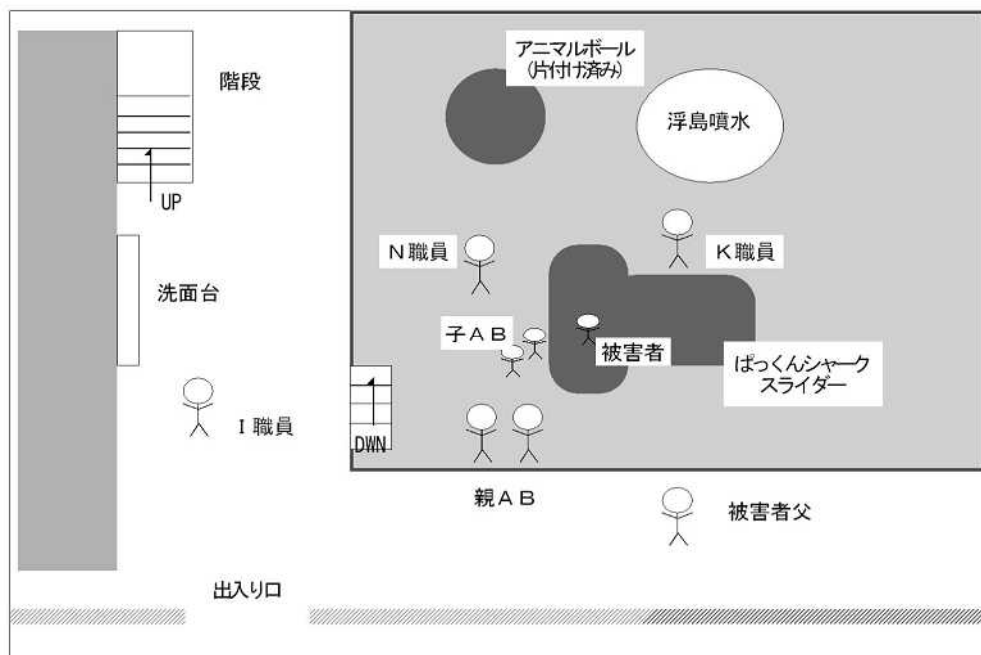 アニマルボール
(片付け済み)
階段
浮島噴水
UP
N職員
K職員
洗面台
子AB
被害者
ぱっくんシャーク
スライダー
I職員
DWN
親AB
被害者父
出入り口